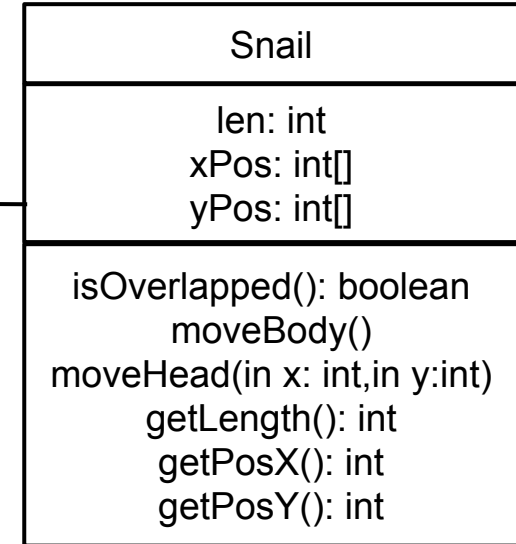 Snail
len: int
xPos: int[]
yPos: int[]
isOverlapped(): boolean
moveBody()
moveHead(in x: int,in y:int)
getLength(): int
getPosX(): int
getPosY(): int